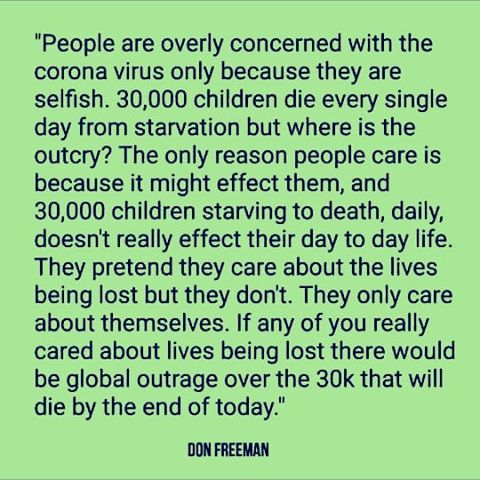 "People are overly concerned with the
corona virus only because they are
selfish. 30,000 children die every single
day from starvation but where is the
outcry? The only reason people care is
because it might effect them, and
30,000 children starving to death, daily,
doesn't really effect their day to day life.
They pretend they care about the lives
being lost but they don't. They only care
about themselves. If any of you really
cared about lives being lost there would
be global outrage over the 30k that will
die by the end of today."
DON FREEMAN